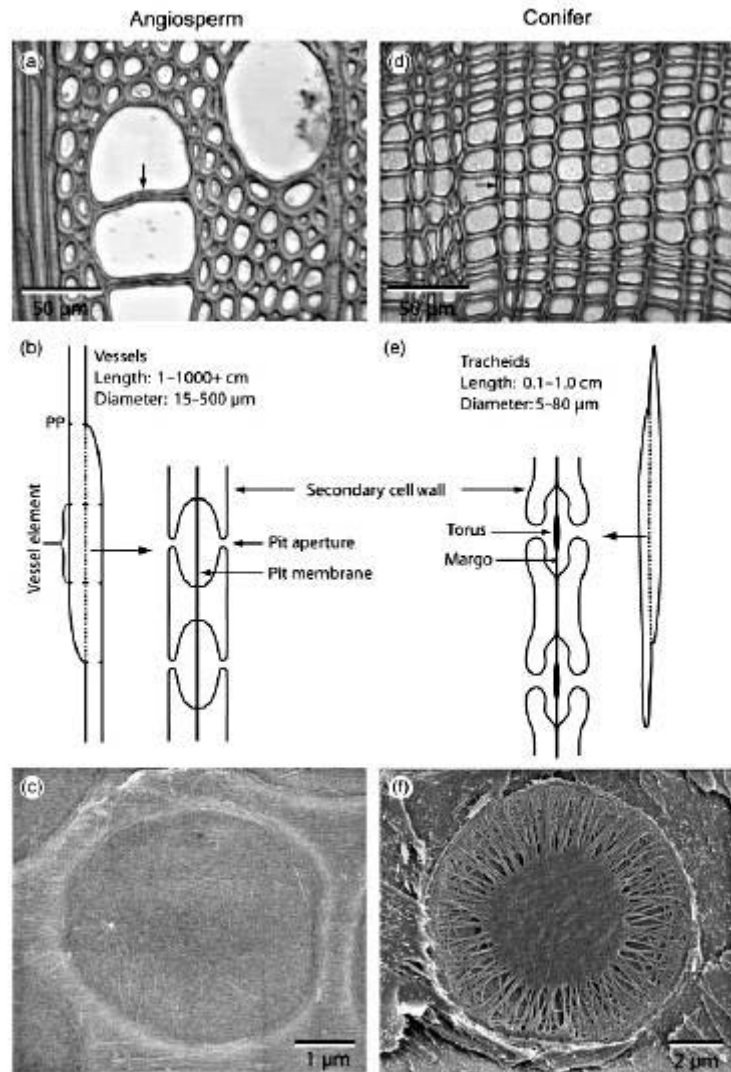 Angiosperm
Conifer
(a)
50 µm
(d)
50 µm
(b)
Vessels
Length: 1–1000+ cm
Diameter: 15–500 µm
PP
Vessel element
Secondary cell wall
Pit aperture
Pit membrane
(e)
Tracheids
Length: 0.1–1.0 cm
Diameter: 5–80 µm
Torus
Margo
(c)
1 µm
(f)
2 µm